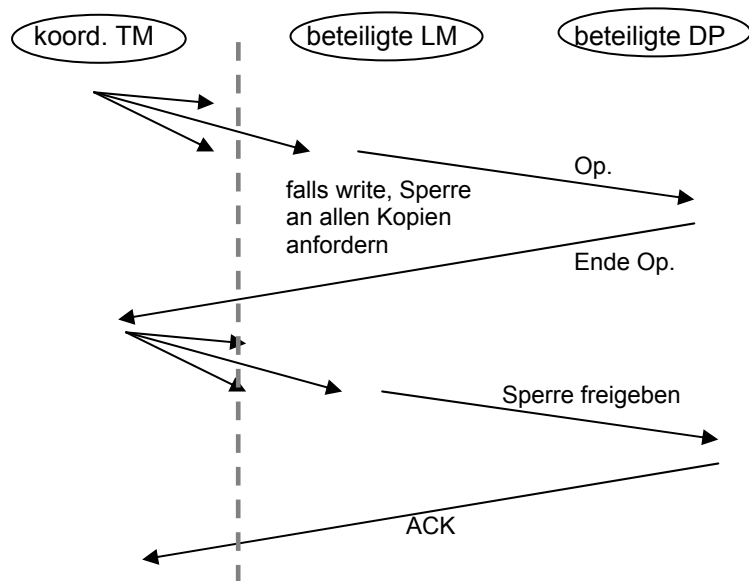 koord. TM
beteiligte LM
beteiligte DP
Op.
falls write, Sperre
an allen Kopien
anfordern
Ende Op.
Sperre freigeben
ACK